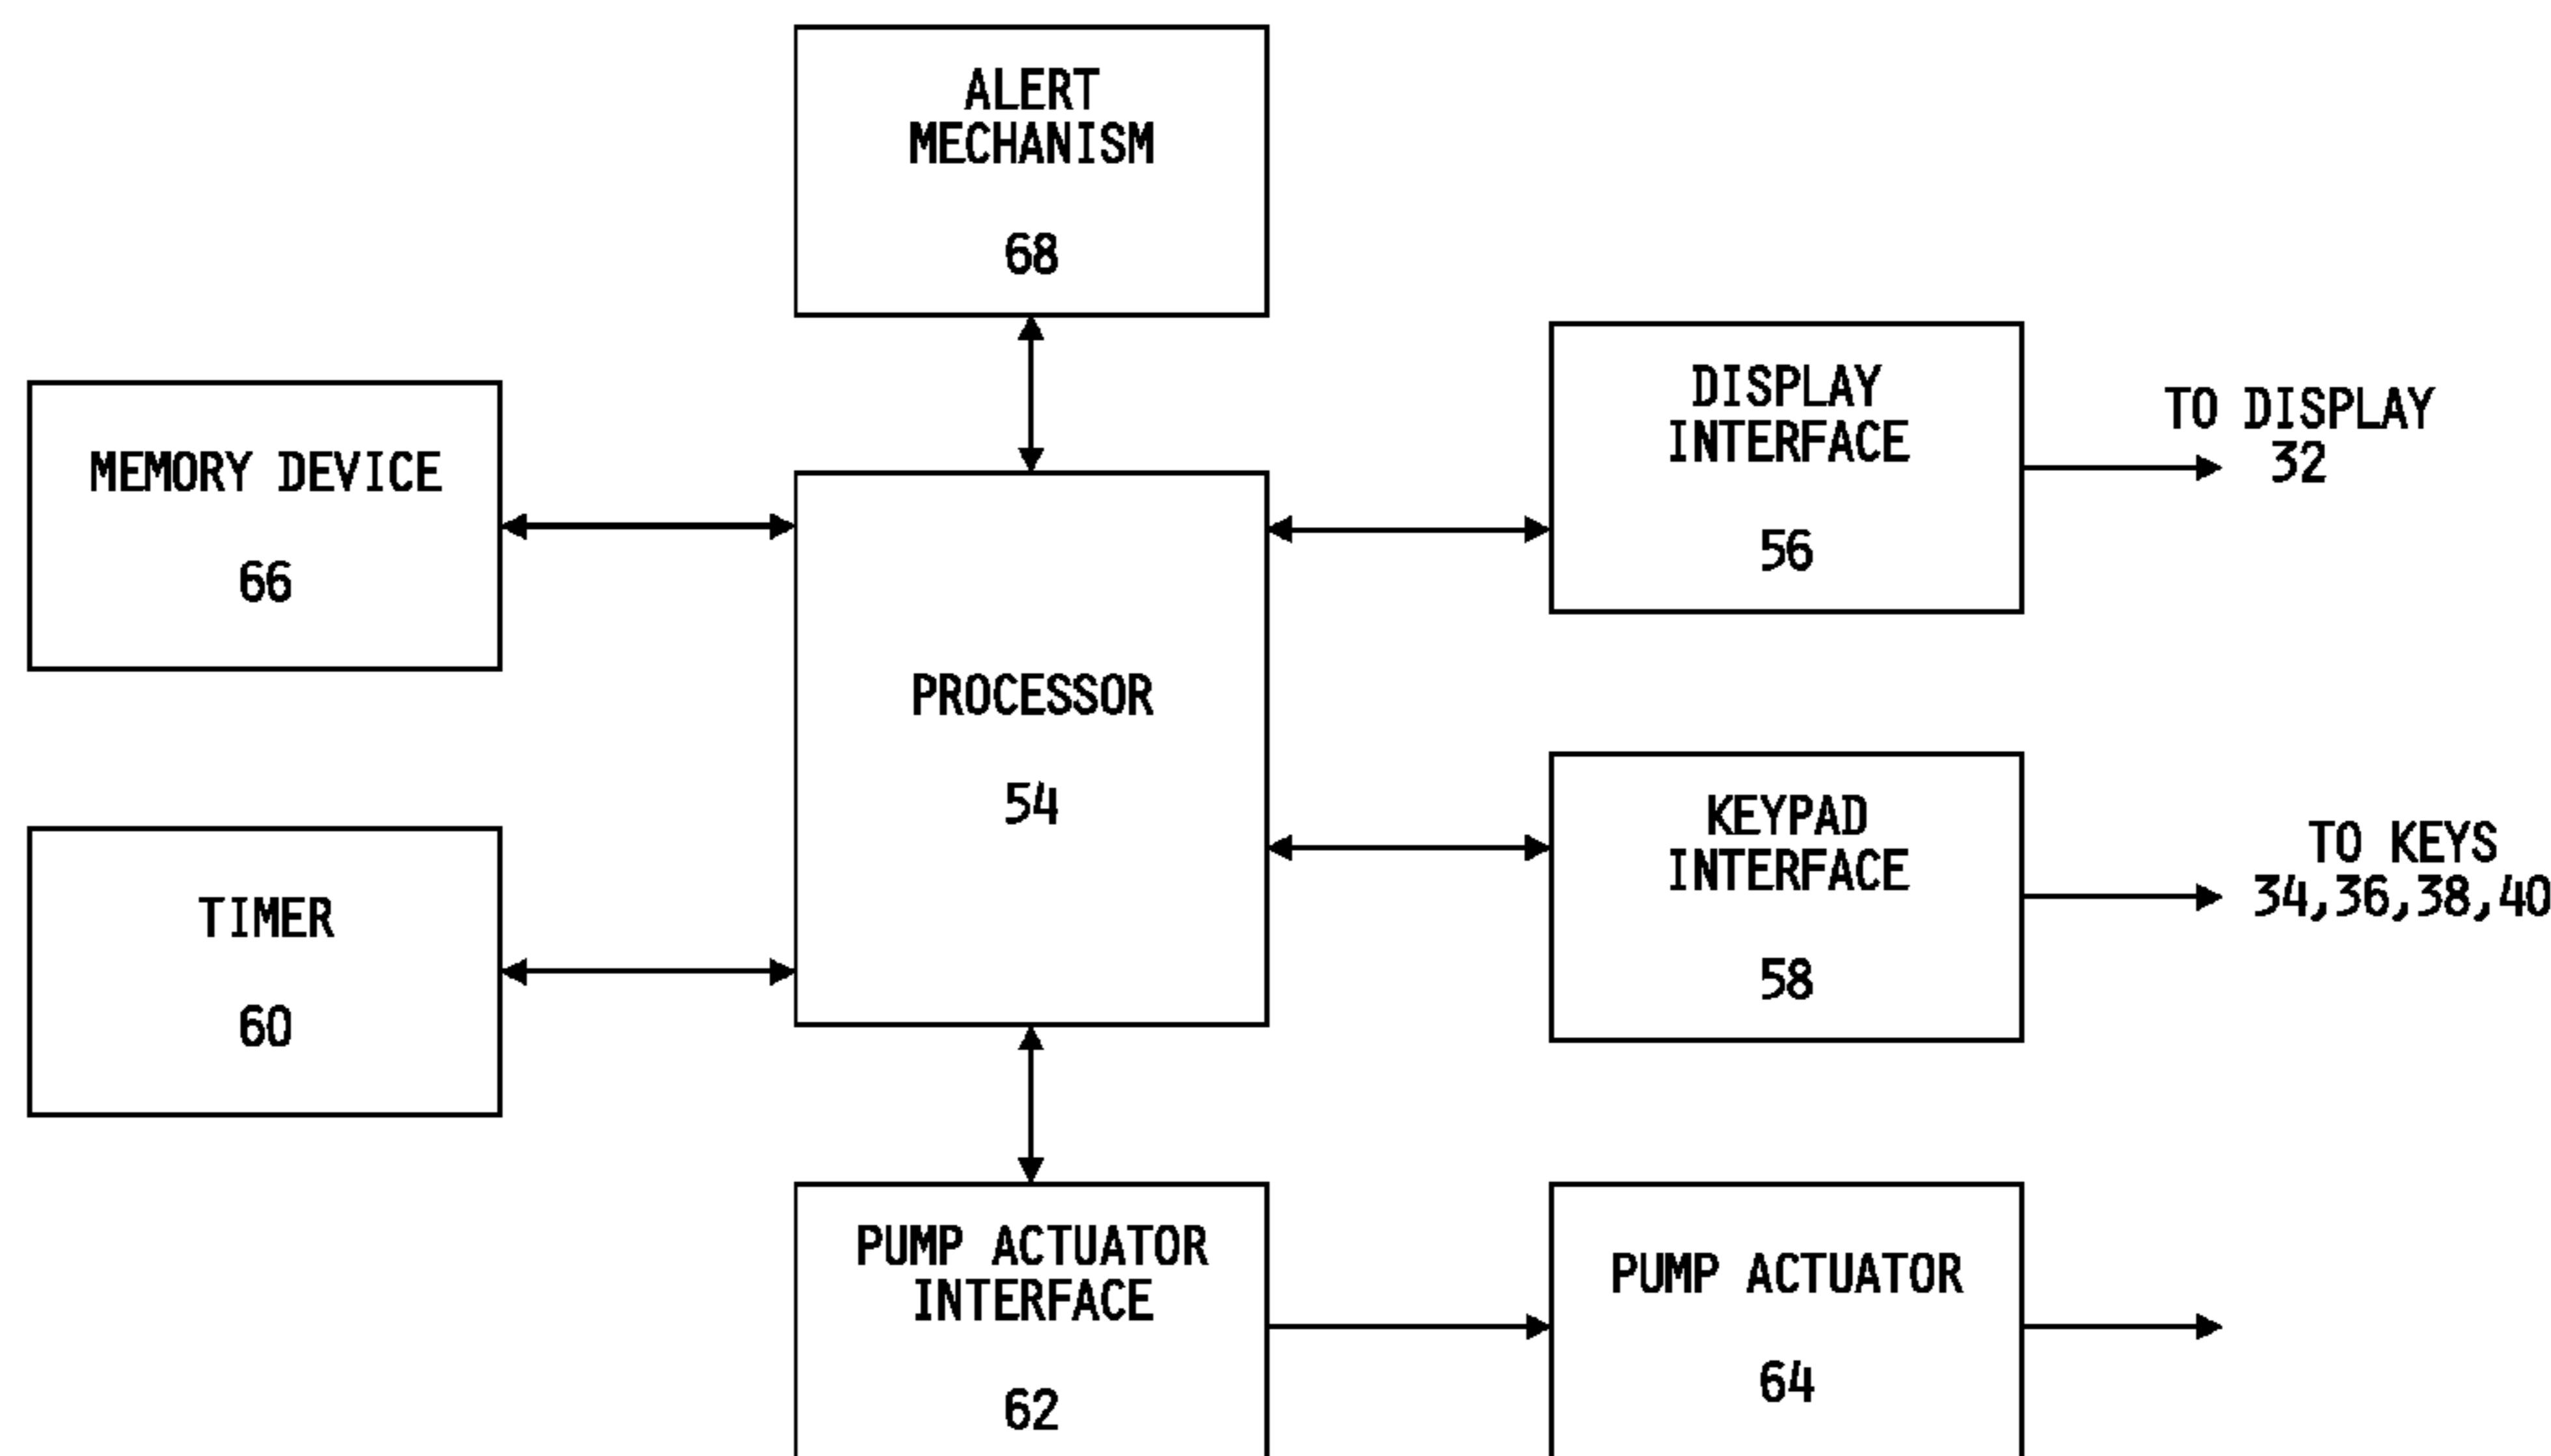 ALERT
MECHANISM
68
MEMORY DEVICE
66
DISPLAY
INTERFACE
56
TO DISPLAY
32
PROCESSOR
54
TIMER
60
KEYPAD
INTERFACE
58
TO KEYS
34,36,38,40
PUMP ACTUATOR
INTERFACE
62
PUMP ACTUATOR
64